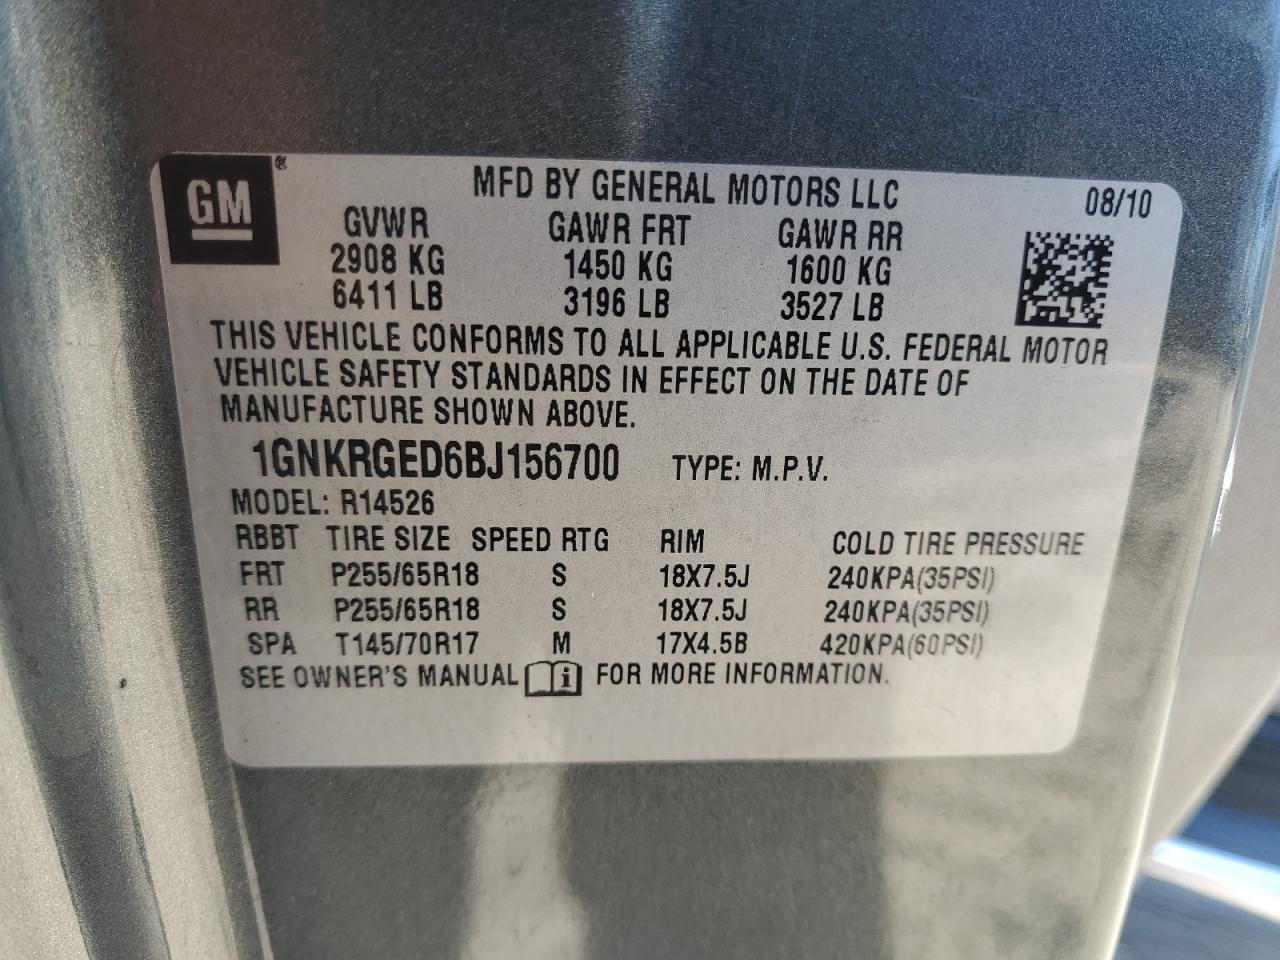 GM®
MFD BY GENERAL MOTORS LLC 08/10
GVWR GAWR FRT GAWR RR
2908 KG 1450 KG 1600 KG
6411 LB 3196 LB 3527 LB
THIS VEHICLE CONFORMS TO ALL APPLICABLE U.S. FEDERAL MOTOR
VEHICLE SAFETY STANDARDS IN EFFECT ON THE DATE OF
MANUFACTURE SHOWN ABOVE.
1GNKRGED6BJ156700 TYPE: M.P.V.
MODEL: R14526
RBBT TIRE SIZE SPEED RTG RIM COLD TIRE PRESSURE
FRT P255/65R18 S 18X7.5J 240KPA(35PSI)
RR P255/65R18 S 18X7.5J 240KPA(35PSI)
SPA T145/70R17 M 17X4.5B 420KPA(60PSI)
SEE OWNER'S MANUAL i FOR MORE INFORMATION.